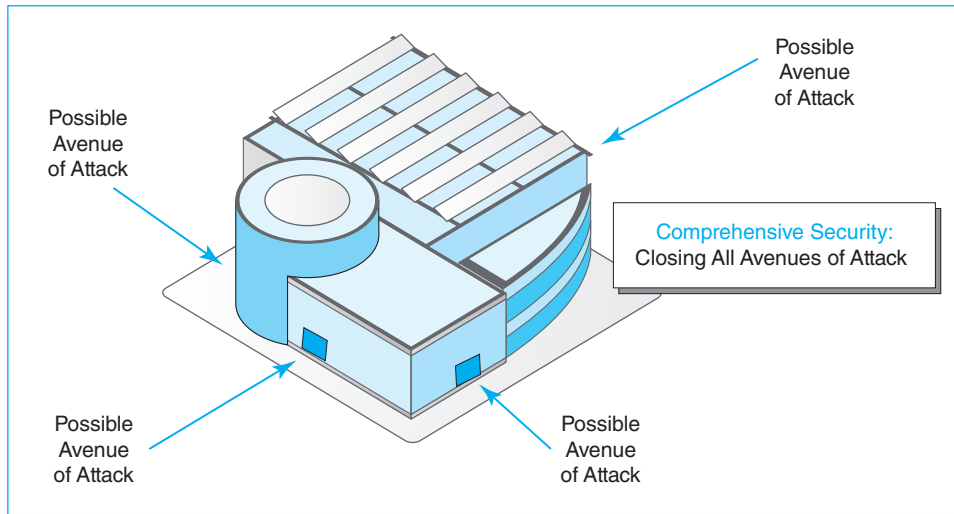 Possible
Avenue
of Attack
Possible
Avenue
of Attack
Comprehensive Security:
Closing All Avenues of Attack
Possible
Avenue
of Attack
Possible
Avenue
of Attack